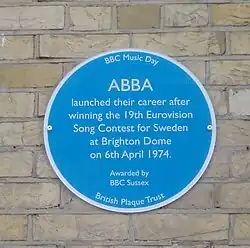 BBC Music Day
ABBA
launched their career after
winning the 19th Eurovision
Song Contest for Sweden
at Brighton Dome
on 6th April 1974.
Awarded by
BBC Sussex
British Plaque Trust